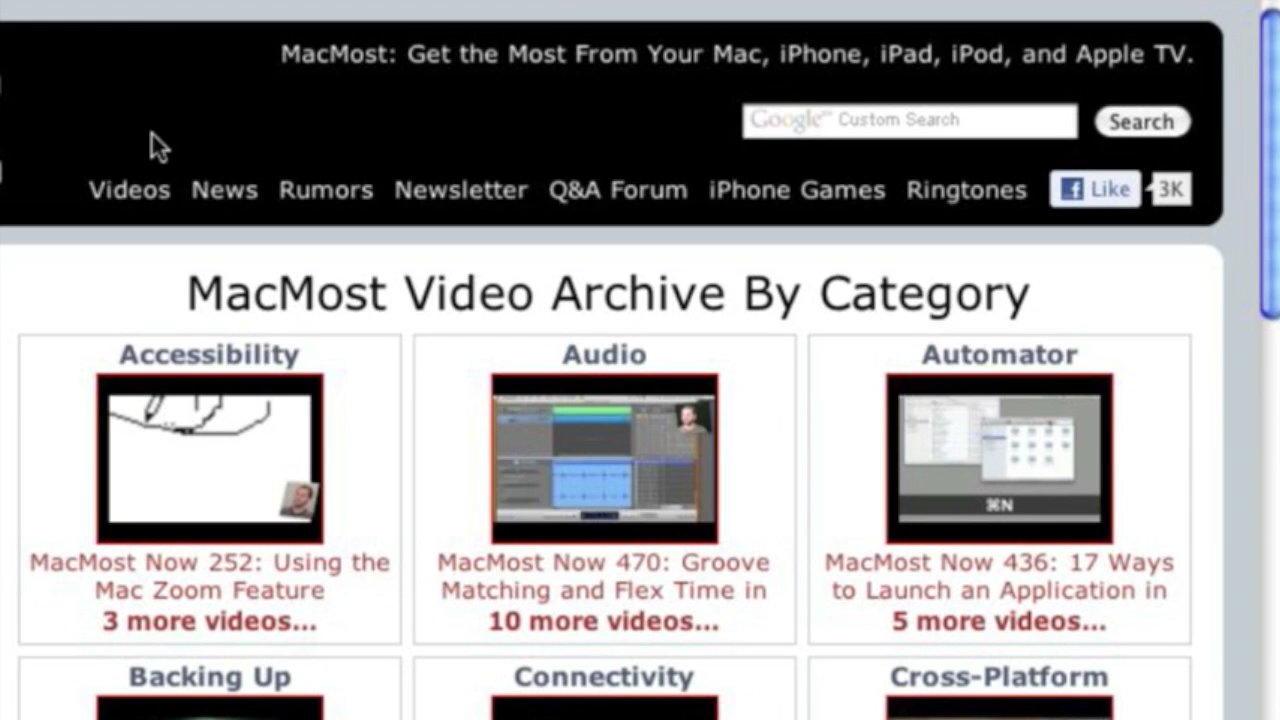 MacMost: Get the Most From Your Mac, iPhone, iPad, iPod, and Apple TV.
Google™ Custom Search
Search
Videos News Rumors Newsletter Q&A Forum iPhone Games Ringtones Like 3K
MacMost Video Archive By Category
Accessibility
MacMost Now 252: Using the
Mac Zoom Feature
3 more videos...
Audio
MacMost Now 470: Groove
Matching and Flex Time in
10 more videos...
Automator
⌘N
MacMost Now 436: 17 Ways
to Launch an Application in
5 more videos...
Backing Up
Connectivity
Cross-Platform